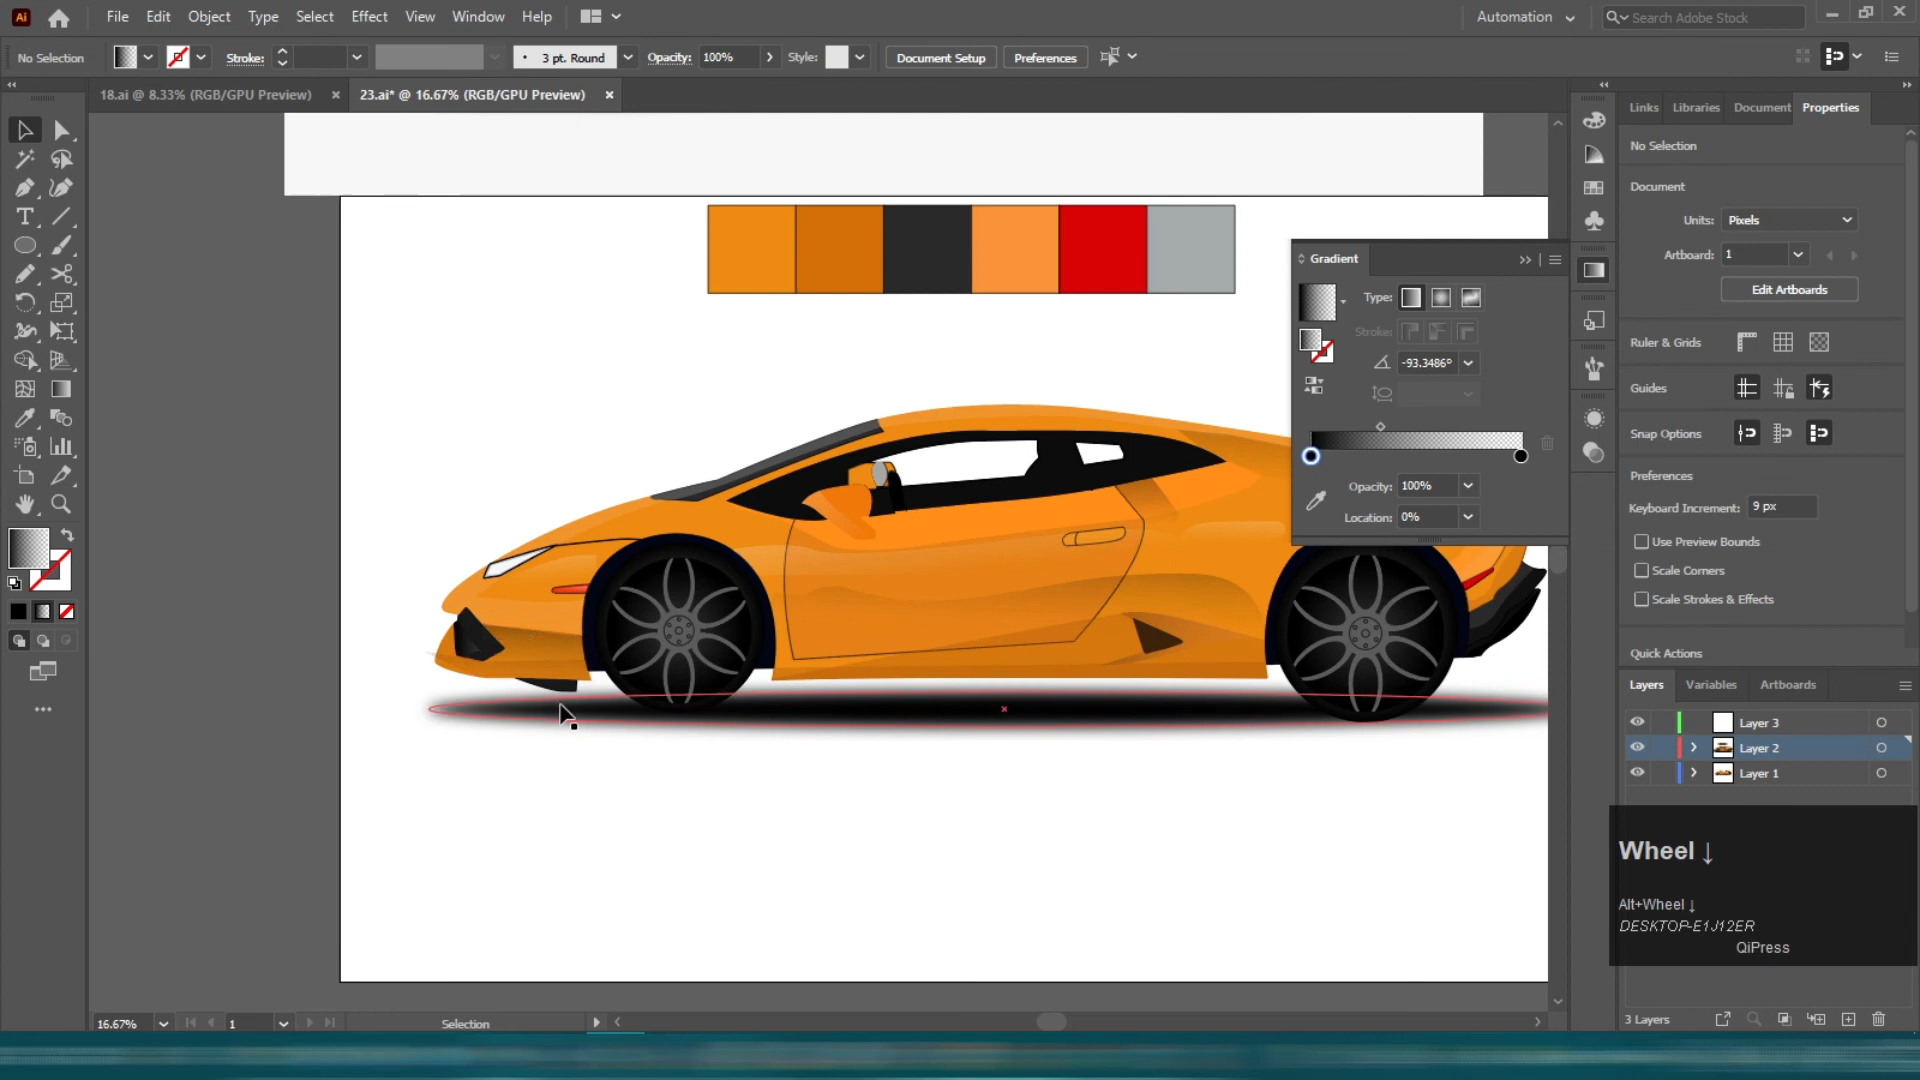 Ai
File
Edit
Object
Type
Select
Effect
View
Window
Help
Automation
Search Adobe Stock
No Selection
Stroke:
3 pt. Round
Opacity:
100%
Style:
Document Setup
Preferences
18.ai @ 8.33% (RGB/GPU Preview)
23.ai* @ 16.67% (RGB/GPU Preview)
Links
Libraries
Document
Properties
No Selection
Document
Units:
Pixels
Artboard:
1
Edit Artboards
Ruler & Grids
Guides
Snap Options
Preferences
Keyboard Increment:
9 px
Use Preview Bounds
Scale Corners
Scale Strokes & Effects
Quick Actions
Gradient
Type:
Stroke:
-93.3486°
Opacity:
100%
Location:
0%
Layers
Variables
Artboards
Layer 3
Layer 2
Layer 1
Wheel ↓
Alt+Wheel ↓
DESKTOP-E1J12ER
QiPress
3 Layers
16.67%
1
Selection